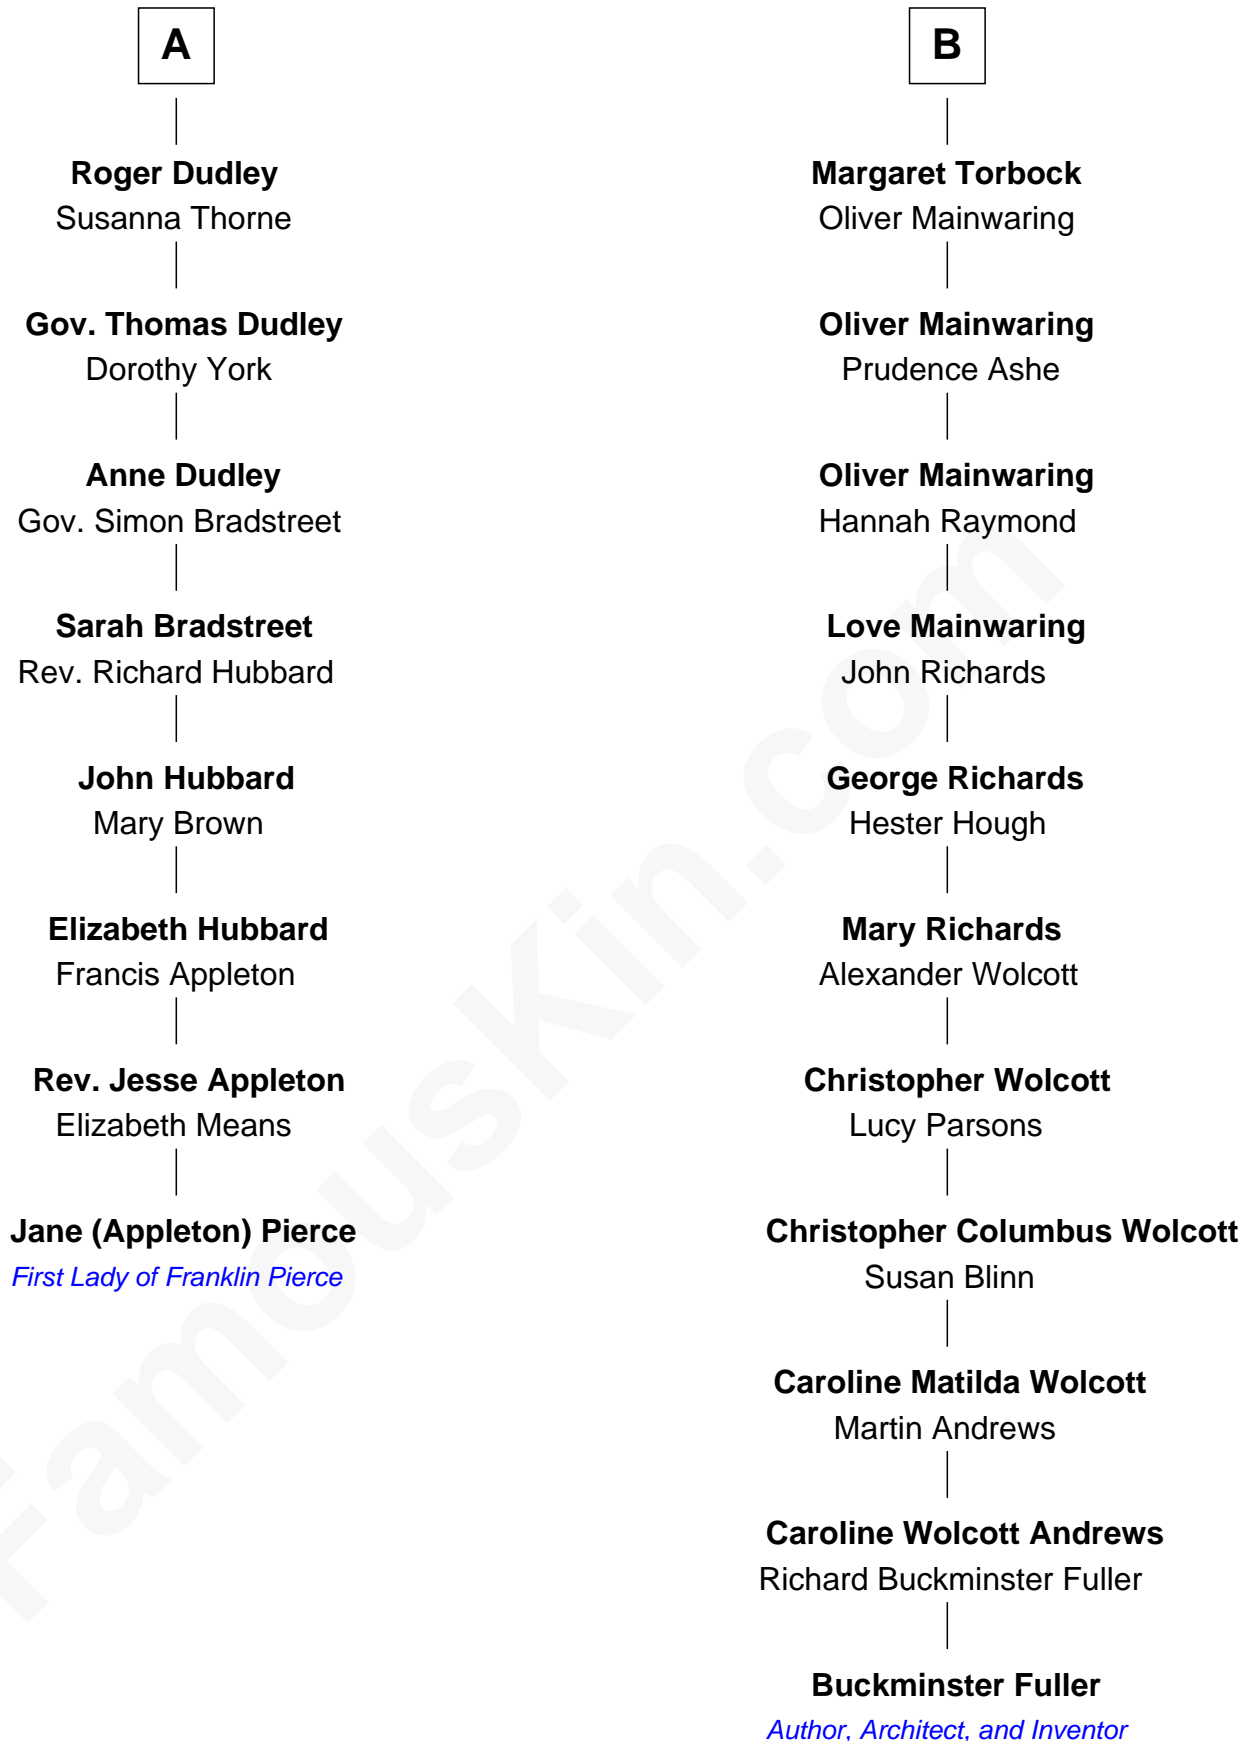 A
Roger Dudley
Susanna Thorne
Gov. Thomas Dudley
Dorothy York
Anne Dudley
Gov. Simon Bradstreet
Sarah Bradstreet
Rev. Richard Hubbard
John Hubbard
Mary Brown
Elizabeth Hubbard
Francis Appleton
Rev. Jesse Appleton
Elizabeth Means
Jane (Appleton) Pierce
First Lady of Franklin Pierce
B
Margaret Torbock
Oliver Mainwaring
Oliver Mainwaring
Prudence Ashe
Oliver Mainwaring
Hannah Raymond
Love Mainwaring
John Richards
George Richards
Hester Hough
Mary Richards
Alexander Wolcott
Christopher Wolcott
Lucy Parsons
Christopher Columbus Wolcott
Susan Blinn
Caroline Matilda Wolcott
Martin Andrews
Caroline Wolcott Andrews
Richard Buckminster Fuller
Buckminster Fuller
Author, Architect, and Inventor
FamousKin.com